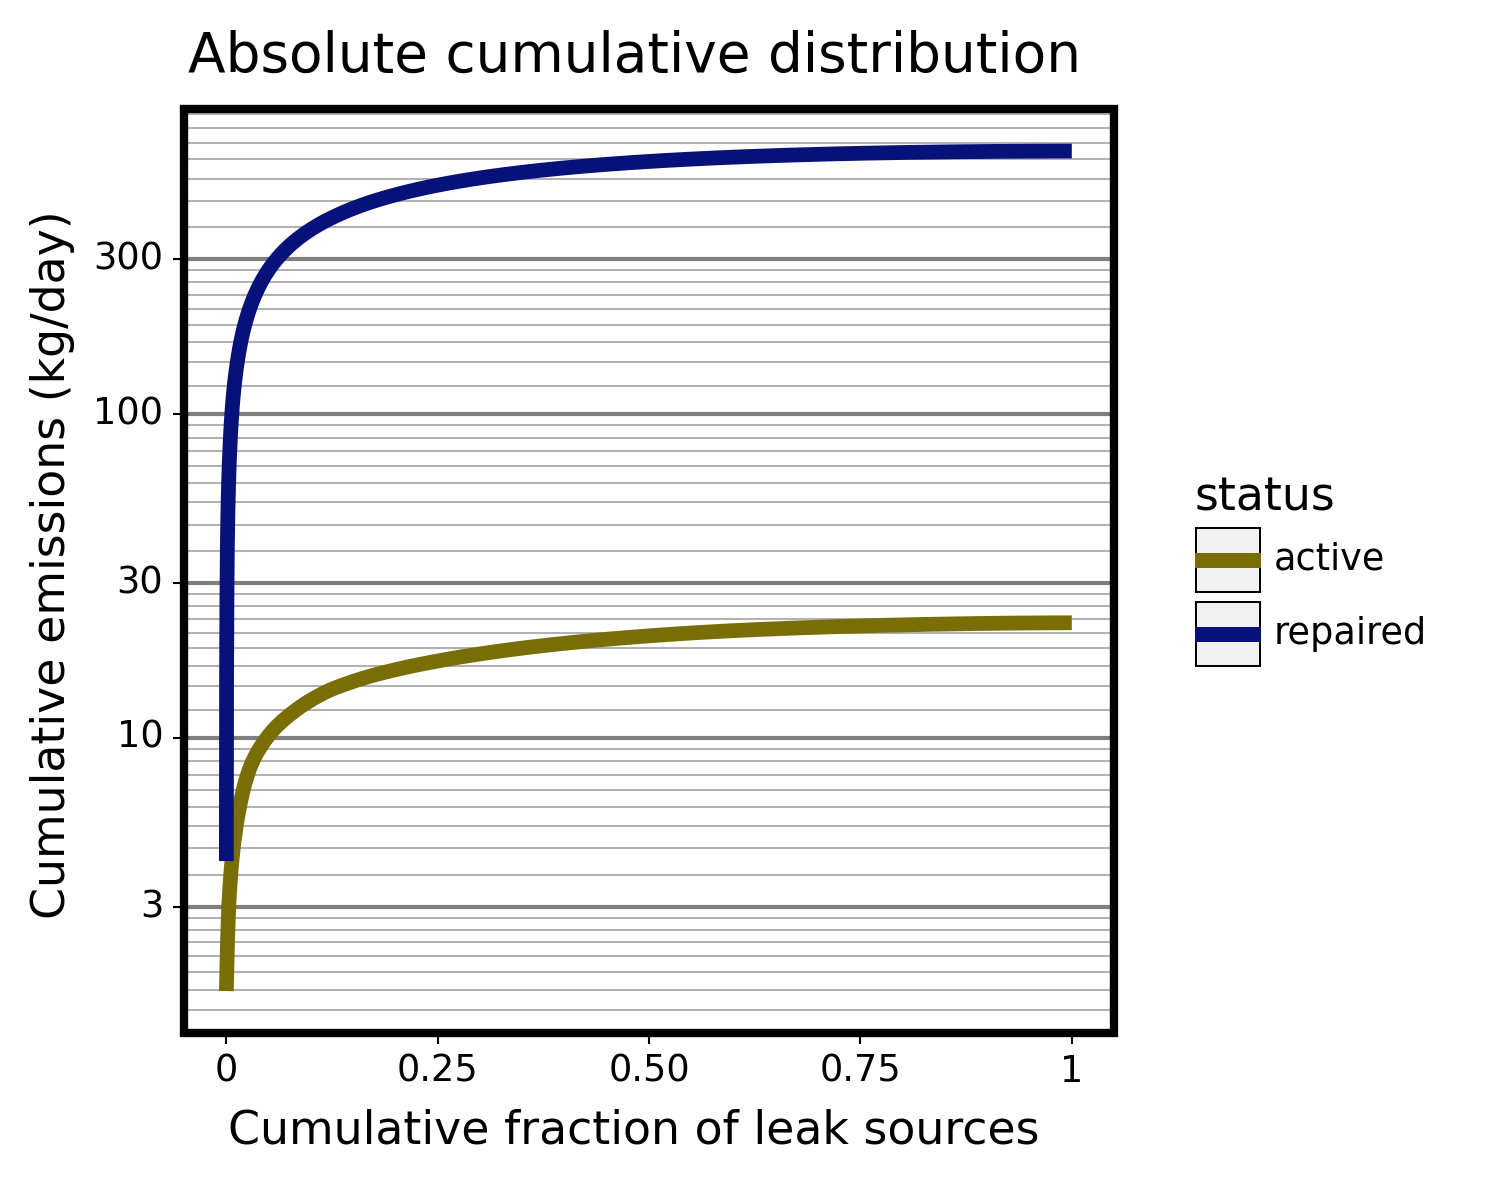 Absolute cumulative distribution
Cumulative emissions (kg/day)
300
100
30
10
3
0 0.25 0.50 0.75 1
Cumulative fraction of leak sources
status
active
repaired